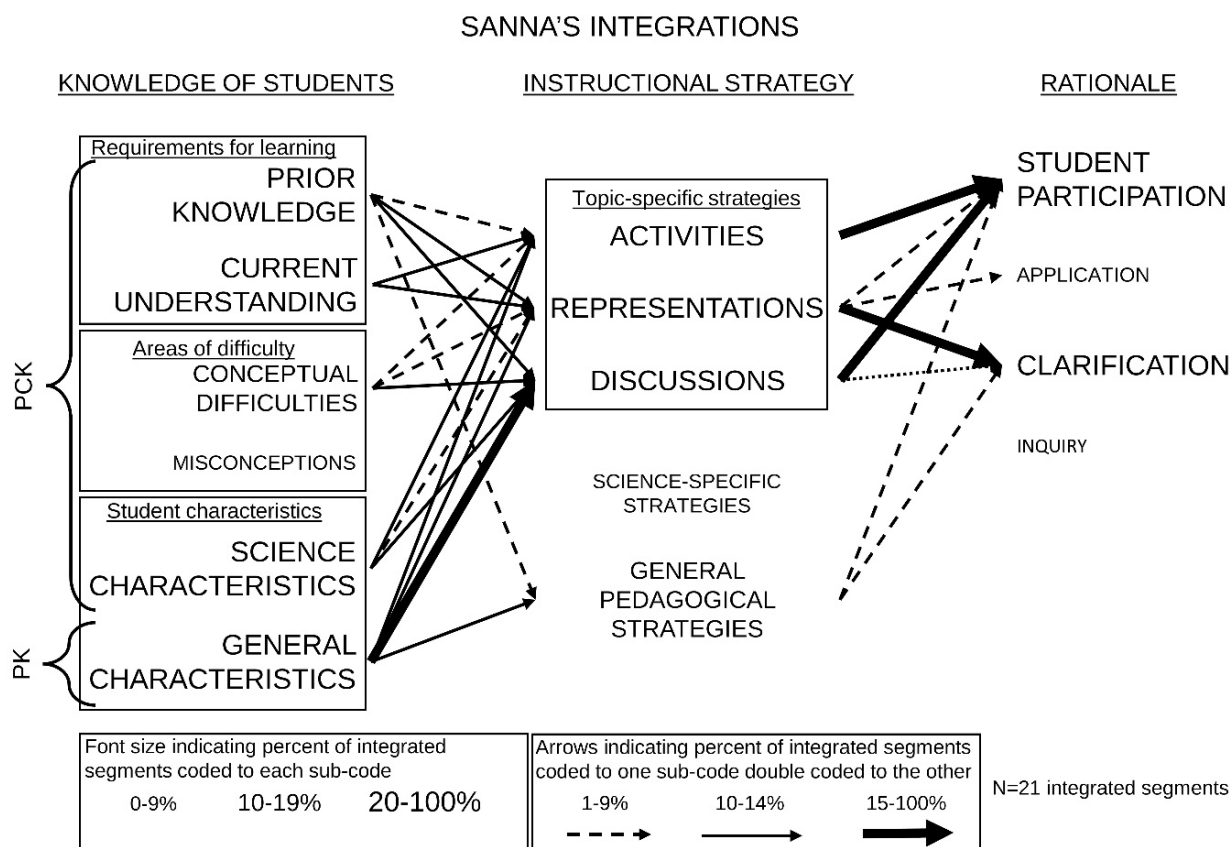 SANNA'S INTEGRATIONS
KNOWLEDGE OF STUDENTS
INSTRUCTIONAL STRATEGY
RATIONALE
Requirements for learning
PRIOR
KNOWLEDGE
CURRENT
UNDERSTANDING
Areas of difficulty
CONCEPTUAL
DIFFICULTIES
MISCONCEPTIONS
Student characteristics
SCIENCE
CHARACTERISTICS
GENERAL
CHARACTERISTICS
PCK
PK
Topic-specific strategies
ACTIVITIES
REPRESENTATIONS
DISCUSSIONS
SCIENCE-SPECIFIC
STRATEGIES
GENERAL
PEDAGOGICAL
STRATEGIES
STUDENT
PARTICIPATION
APPLICATION
CLARIFICATION
INQUIRY
Font size indicating percent of integrated
segments coded to each sub-code
0-9% 10-19% 20-100%
Arrows indicating percent of integrated segments
coded to one sub-code double coded to the other
1-9% 10-14% 15-100%
N=21 integrated segments